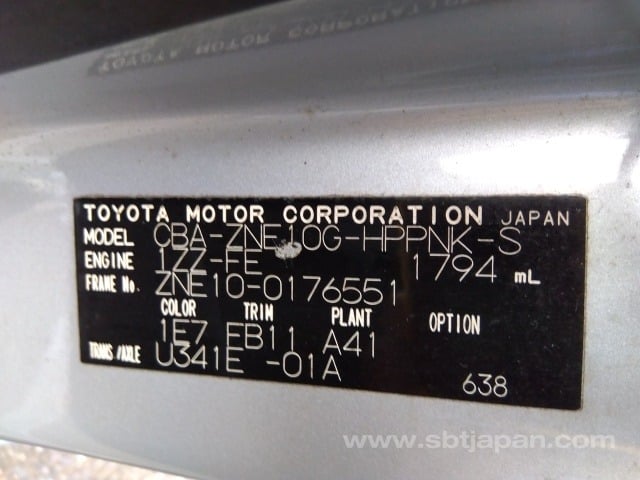 TOYOTA MOTOR CORPORATION JAPAN
MODEL CBA-ZNE10G-HPPNK-S
ENGINE 1ZZ-FE 1794 mL
FRAME No. ZNE10-0176551
COLOR TRIM PLANT OPTION
1E7 FB11 A41
TRANS/AXLE U341E -01A
638
www.sbtjapan.com